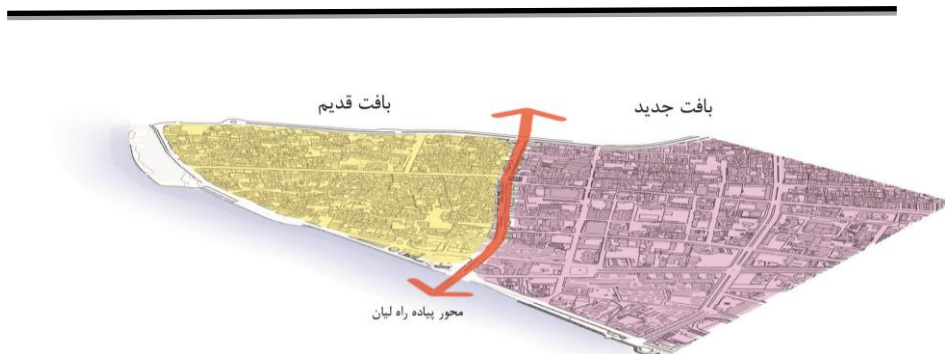 بافت جدید
بافت قدیم
محور پیاده راه لیان